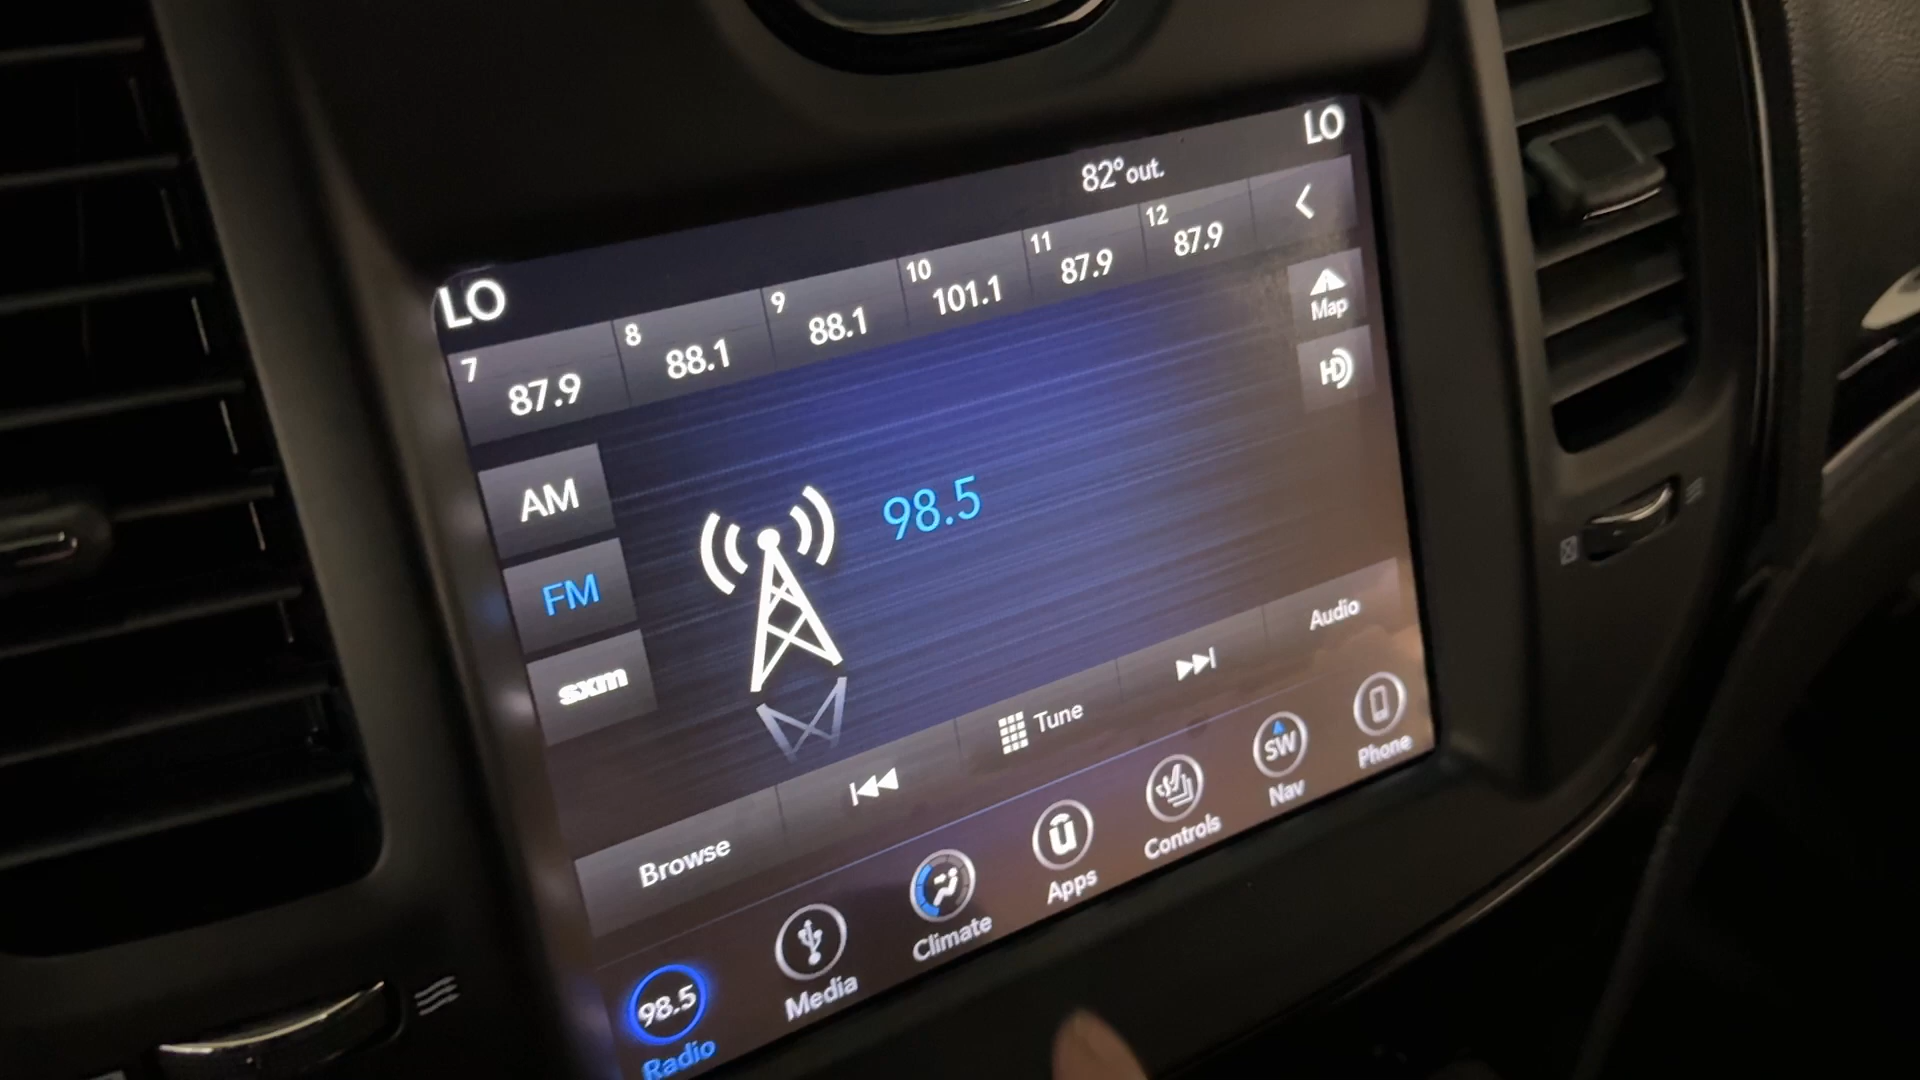 LO
82° out.
LO
7 87.9
8 88.1
9 88.1
10 101.1
11 87.9
12 87.9
Map
HD
AM
98.5
FM
sxm
Browse
Tune
Audio
98.5
Radio
Media
Climate
U
Apps
Controls
SW
Nav
Phone